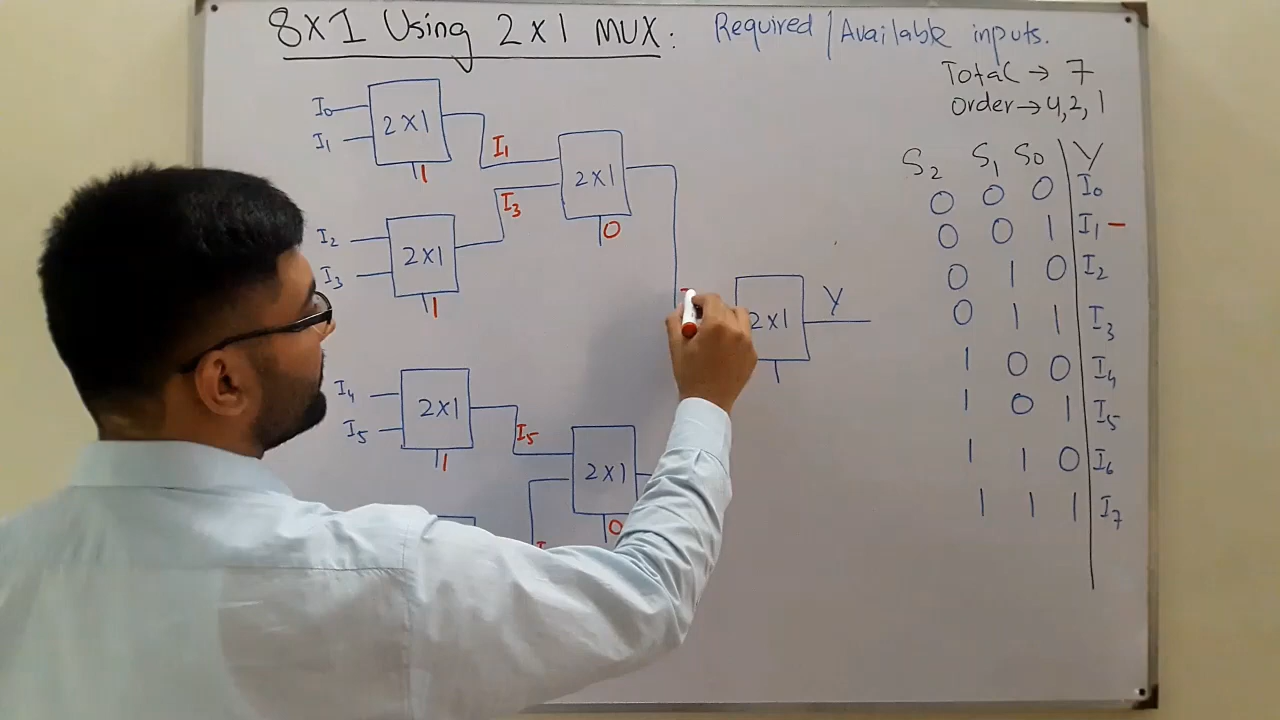 8X1 Using 2x1 MUX: Required/Available inputs.
Total → 7
Order → 4,2,1
I0
I1
2x1
1
I1
I2
I3
2x1
1
I3
2x1
0
I4
I5
2x1
1
I5
2x1
0
2x1
Y
S2 S1 S0 Y
0 0 0 I0
0 0 1 I1 -
0 1 0 I2
0 1 1 I3
1 0 0 I4
1 0 1 I5
1 1 0 I6
1 1 1 I7